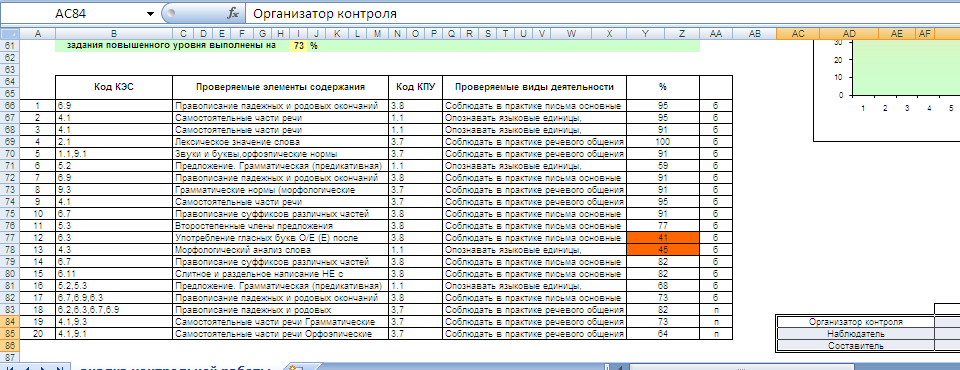 AC84 fx Организатор контроля
A B C D E F G H I J K L M N O P Q R S T U V W X Y Z AA AB AC AD AE AF
61 задания повышенного уровня выполнены на 73 % 30
62 20
63 10
64 Код КЭС Проверяемые элементы содержания Код КПУ Проверяемые виды деятельности %
65 0
66 1 6.9 Правописание падежных и родовых окончаний 3.8 Соблюдать в практике письма основные 95 б 1 2 3 4 5
67 2 4.1 Самостоятельные части речи 1.1 Опознавать языковые единицы, 95 б
68 3 4.1 Самостоятельные части речи 1.1 Опознавать языковые единицы, 91 б
69 4 2.1 Лексическое значение слова 3.7 Соблюдать в практике речевого общения 100 б
70 5 1.1,9.1 Звуки и буквы,орфоэпические нормы 3.7 Соблюдать в практике речевого общения 91 б
71 6 5.2 Предложение. Грамматическая (предикативная) 1.1 Опознавать языковые единицы, 59 б
72 7 6.9 Правописание падежных и родовых окончаний 3.8 Соблюдать в практике письма основные 91 б
73 8 9.3 Грамматические нормы (морфологические 3.7 Соблюдать в практике речевого общения 91 б
74 9 4.1 Самостоятельные части речи 3.7 Соблюдать в практике речевого общения 95 б
75 10 6.7 Правописание суффиксов различных частей 3.8 Соблюдать в практике письма основные 91 б
76 11 5.3 Второстепенные члены предложения 3.8 Соблюдать в практике письма основные 77 б
77 12 6.3 Употребление гласных букв О/Е (Ё) после 3.8 Соблюдать в практике письма основные 41 б
78 13 4.3 Морфологический анализ слова 1.1 Опознавать языковые единицы, 45 б
79 14 6.7 Правописание суффиксов различных частей 3.8 Соблюдать в практике письма основные 82 б
80 15 6.11 Слитное и раздельное написание НЕ с 3.8 Соблюдать в практике письма основные 82 б
81 16 5.2,5.3 Предложение. Грамматическая (предикативная) 1.1 Опознавать языковые единицы, 68 б
82 17 6.7,6.9,6.3 Правописание падежных и родовых окончаний 3.8 Соблюдать в практике письма основные 73 б
83 18 6.2,6.3,6.7,6.9 Правописание падежных и родовых 3,7 Соблюдать в практике речевого общения 82 п
84 19 4.1,9.3 Самостоятельные части речи Грамматические 3,7 Соблюдать в практике речевого общения 73 п Организатор контроля
85 20 4.1,9.1 Самостоятельные части речи Орфоэпические 3,7 Соблюдать в практике речевого общения 64 п Наблюдатель
86 Составитель
87